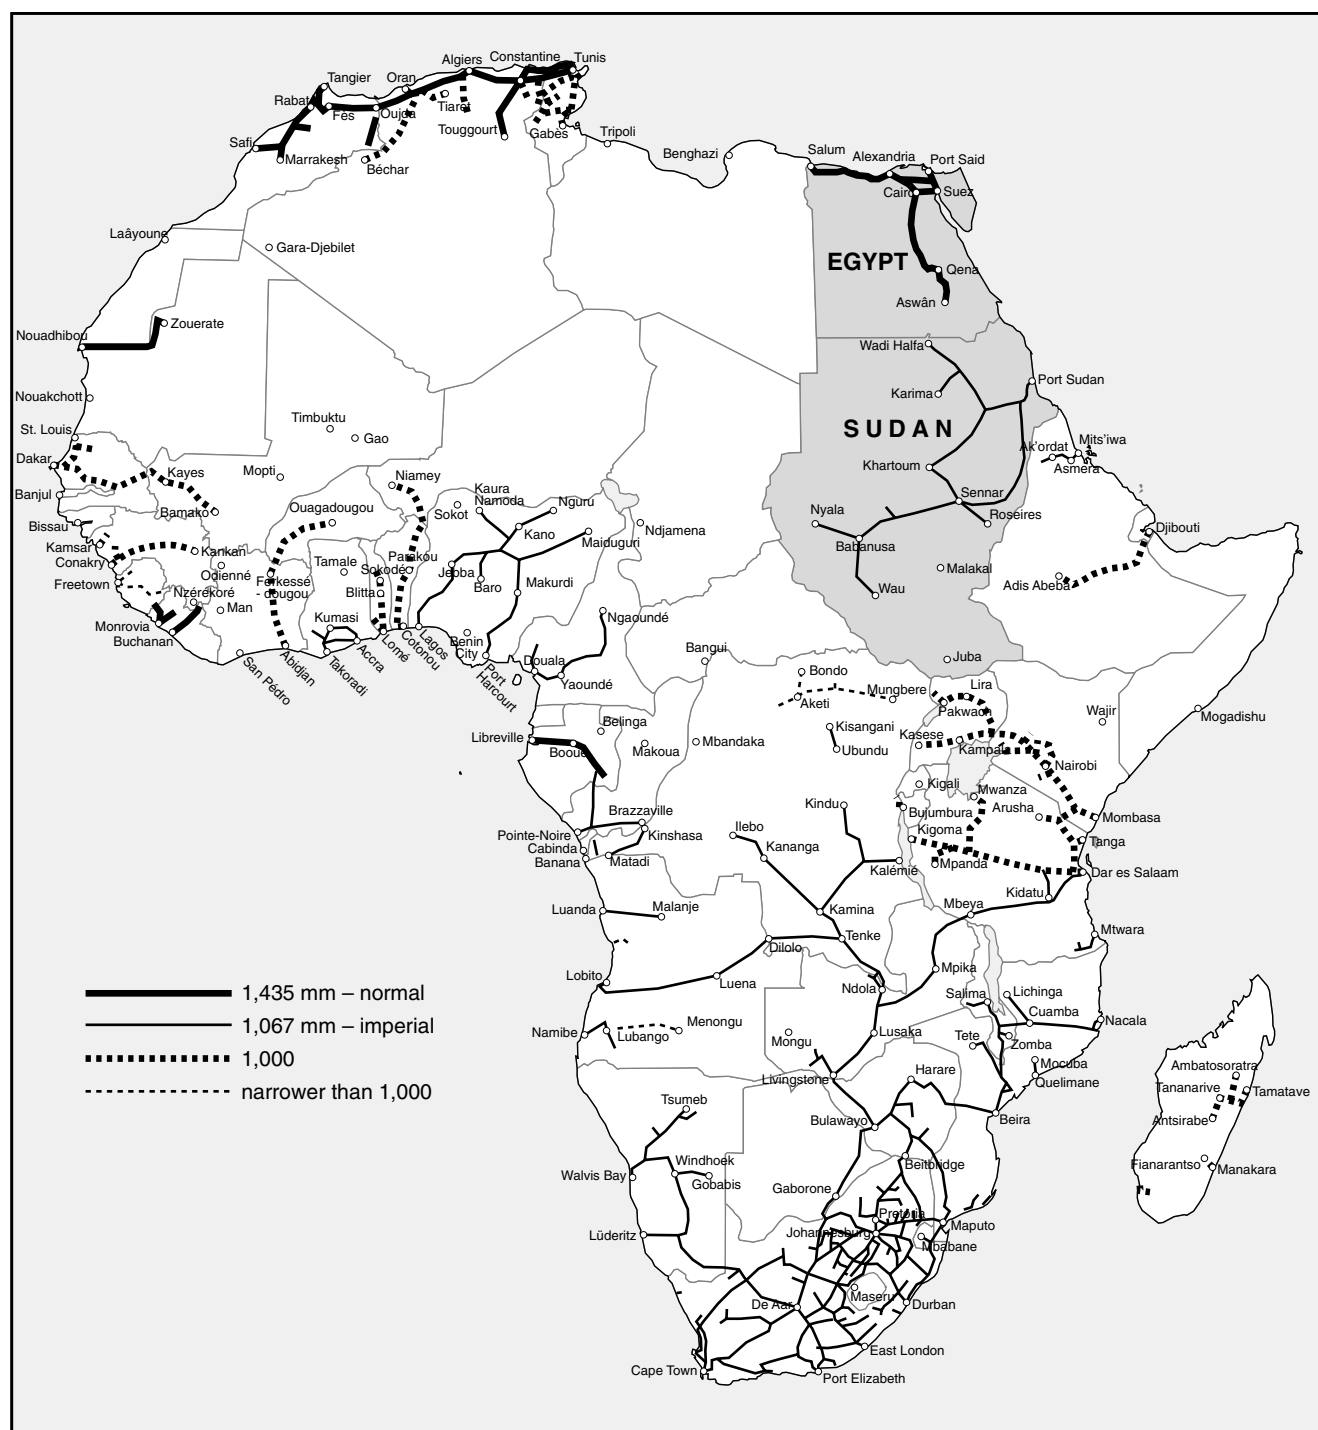 Algiers
Constantine
Tunis
Tangier
Oran
Rabat
Fès
Oujda
Tiaret
Safi
Marrakesh
Béchar
Touggourt
Gabès
Tripoli
Benghazi
Salum
Alexandria
Port Said
Cairo
Suez
Laâyoune
Gara-Djebilet
EGYPT
Qena
Aswân
Zouerate
Nouadhibou
Wadi Halfa
Nouakchott
Karima
Port Sudan
Timbuktu
Gao
St. Louis
SUDAN
Ak'ordat
Mits'iwa
Asmera
Dakar
Kayes
Mopti
Niamey
Khartoum
Banjul
Bamako
Ouagadougou
Sokot
Kaura
Namoda
Nguru
Sennar
Bissau
Kano
Ndjamena
Nyala
Roseires
Djibouti
Kamsar
Kankan
Maiduguri
Babanusa
Conakry
Odienné
Tamale
Parakou
Sokodé
Jebba
Malakal
Freetown
Nzérékoré
Ferkessé
- dougou
Blitta
Baro
Makurdi
Wau
Adis Abeba
Man
Kumasi
Ngaoundé
Monrovia
Buchanan
Benin
City
San Pédro
Abidjan
Takoradi
Accra
Lomé
Cotonou
Lagos
Port
Harcourt
Douala
Yaoundé
Bangui
Juba
Bondo
Aketi
Mungbere
Lira
Pakwach
Wajir
Mogadishu
Belinga
Libreville
Booué
Makoua
Mbandaka
Kisangani
Ubundu
Kasese
Kampala
Nairobi
Kigali
Mwanza
Arusha
Brazzaville
Kindu
Bujumbura
Mombasa
Pointe-Noire
Kinshasa
Ilebo
Kigoma
Tanga
Cabinda
Banana
Matadi
Kananga
Kalémié
Mpanda
Dar es Salaam
Kidatu
Luanda
Malanje
Kamina
Mbeya
Mtwara
Dilolo
Tenke
Lobito
Luena
Mpika
Ndola
Salima
Lichinga
1,435 mm – normal
Cuamba
Nacala
1,067 mm – imperial
Namibe
Lubango
Menongu
Mongu
Lusaka
Tete
Zomba
1,000
Mocuba
Quelimane
Ambatosoratra
Livingstone
Harare
Tananarive
Tamatave
narrower than 1,000
Tsumeb
Bulawayo
Beira
Antsirabe
Walvis Bay
Windhoek
Gobabis
Beitbridge
Fianarantso
Manakara
Gaborone
Lüderitz
Pretoria
Johannesburg
Maputo
Mbabane
De Aar
Maseru
Durban
East London
Cape Town
Port Elizabeth